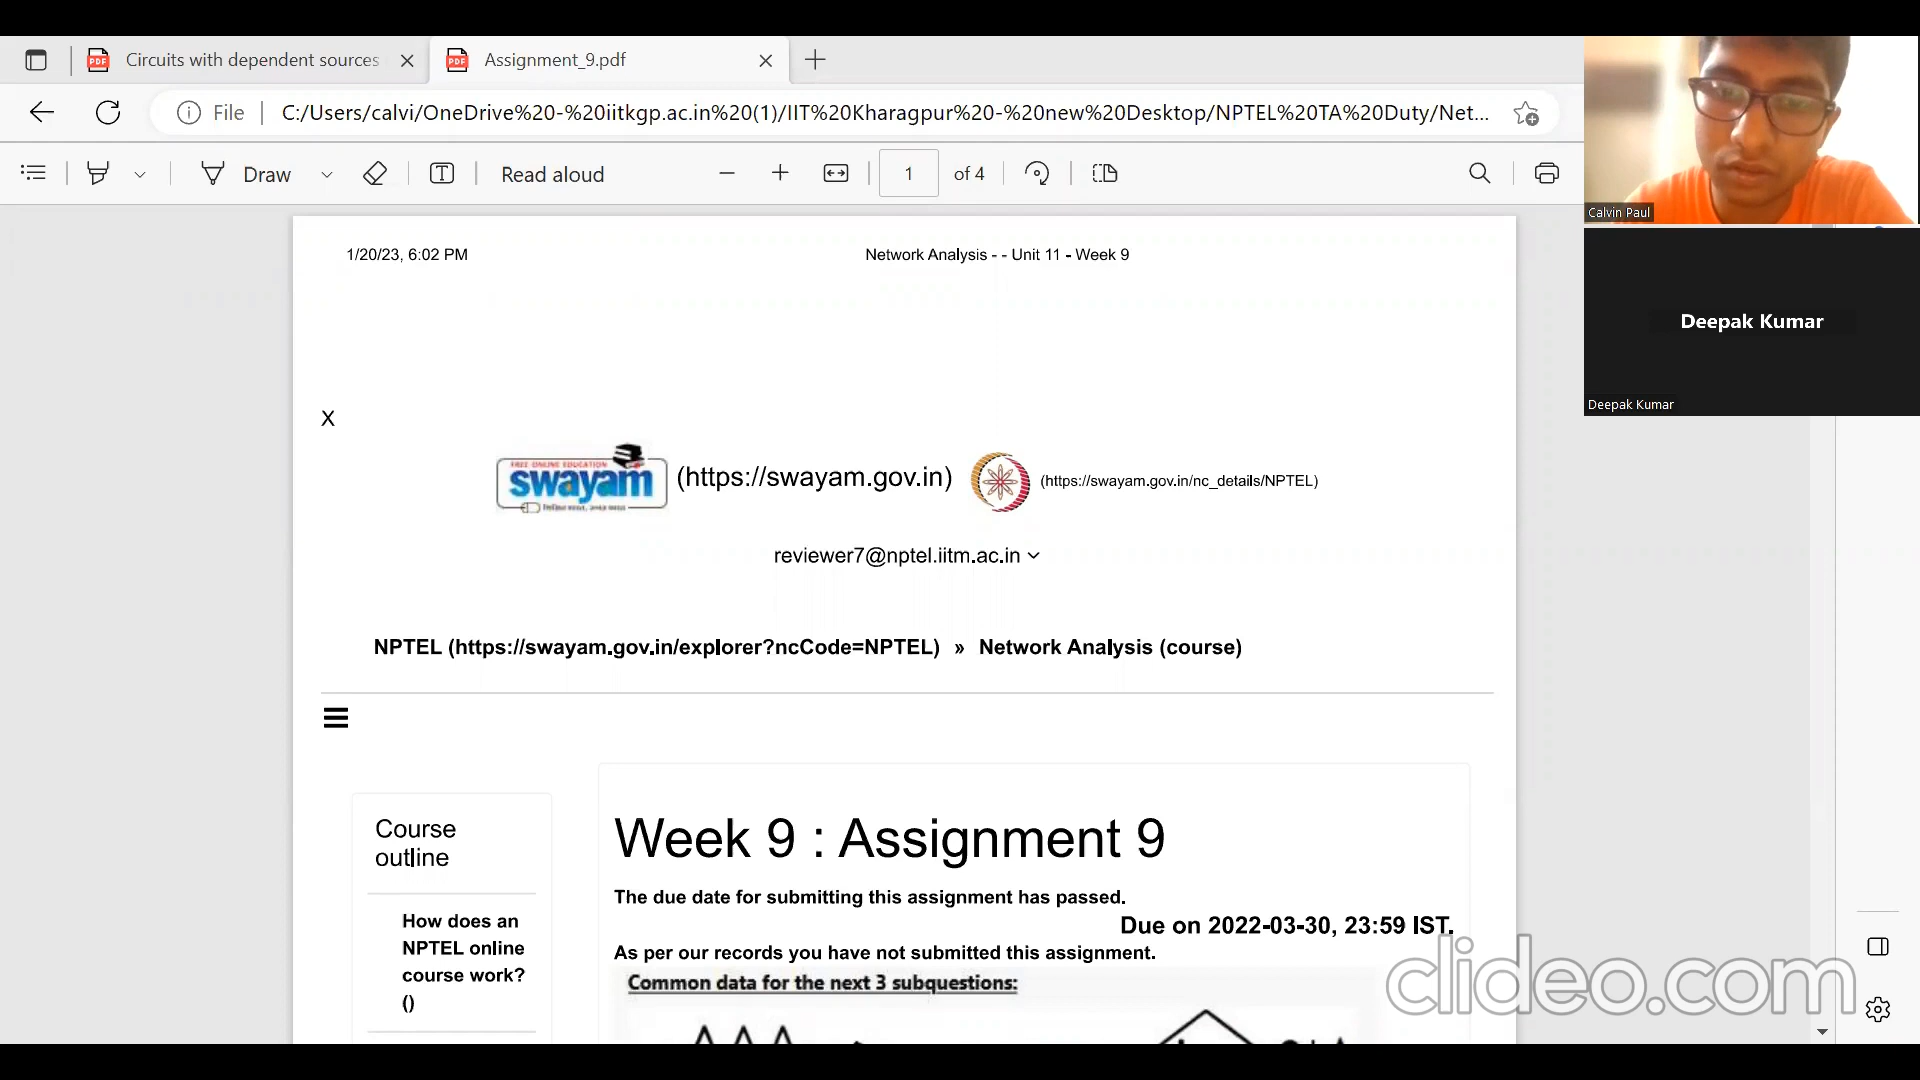 Circuits with dependent sources
Assignment_9.pdf
File
C:/Users/calvi/OneDrive%20-%20iitkgp.ac.in%20(1)/IIT%20Kharagpur%20-%20new%20Desktop/NPTEL%20TA%20Duty/Net...
Draw
Read aloud
1
of 4
Calvin Paul
Deepak Kumar
Deepak Kumar
1/20/23, 6:02 PM
Network Analysis - - Unit 11 - Week 9
X
FREE ONLINE EDUCATION
swayam
(https://swayam.gov.in)
(https://swayam.gov.in/nc_details/NPTEL)
reviewer7@nptel.iitm.ac.in
NPTEL (https://swayam.gov.in/explorer?ncCode=NPTEL) » Network Analysis (course)
Course
outline
How does an
NPTEL online
course work?
()
Week 9 : Assignment 9
The due date for submitting this assignment has passed.
Due on 2022-03-30, 23:59 IST.
As per our records you have not submitted this assignment.
Common data for the next 3 subquestions:
clideo.com